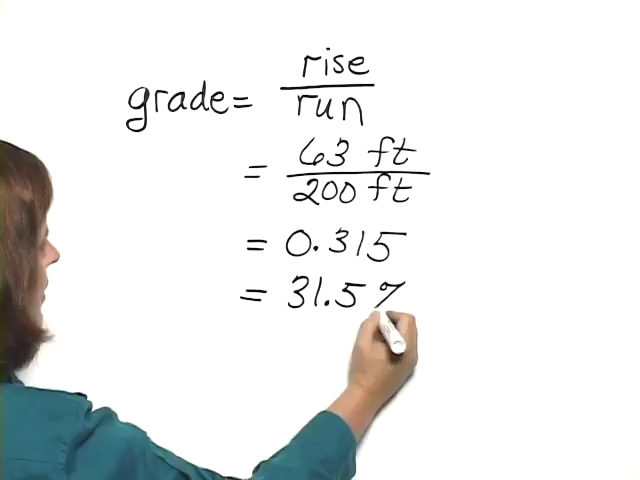 grade = rise / run
= 63 ft / 200 ft
= 0.315
= 31.5 %